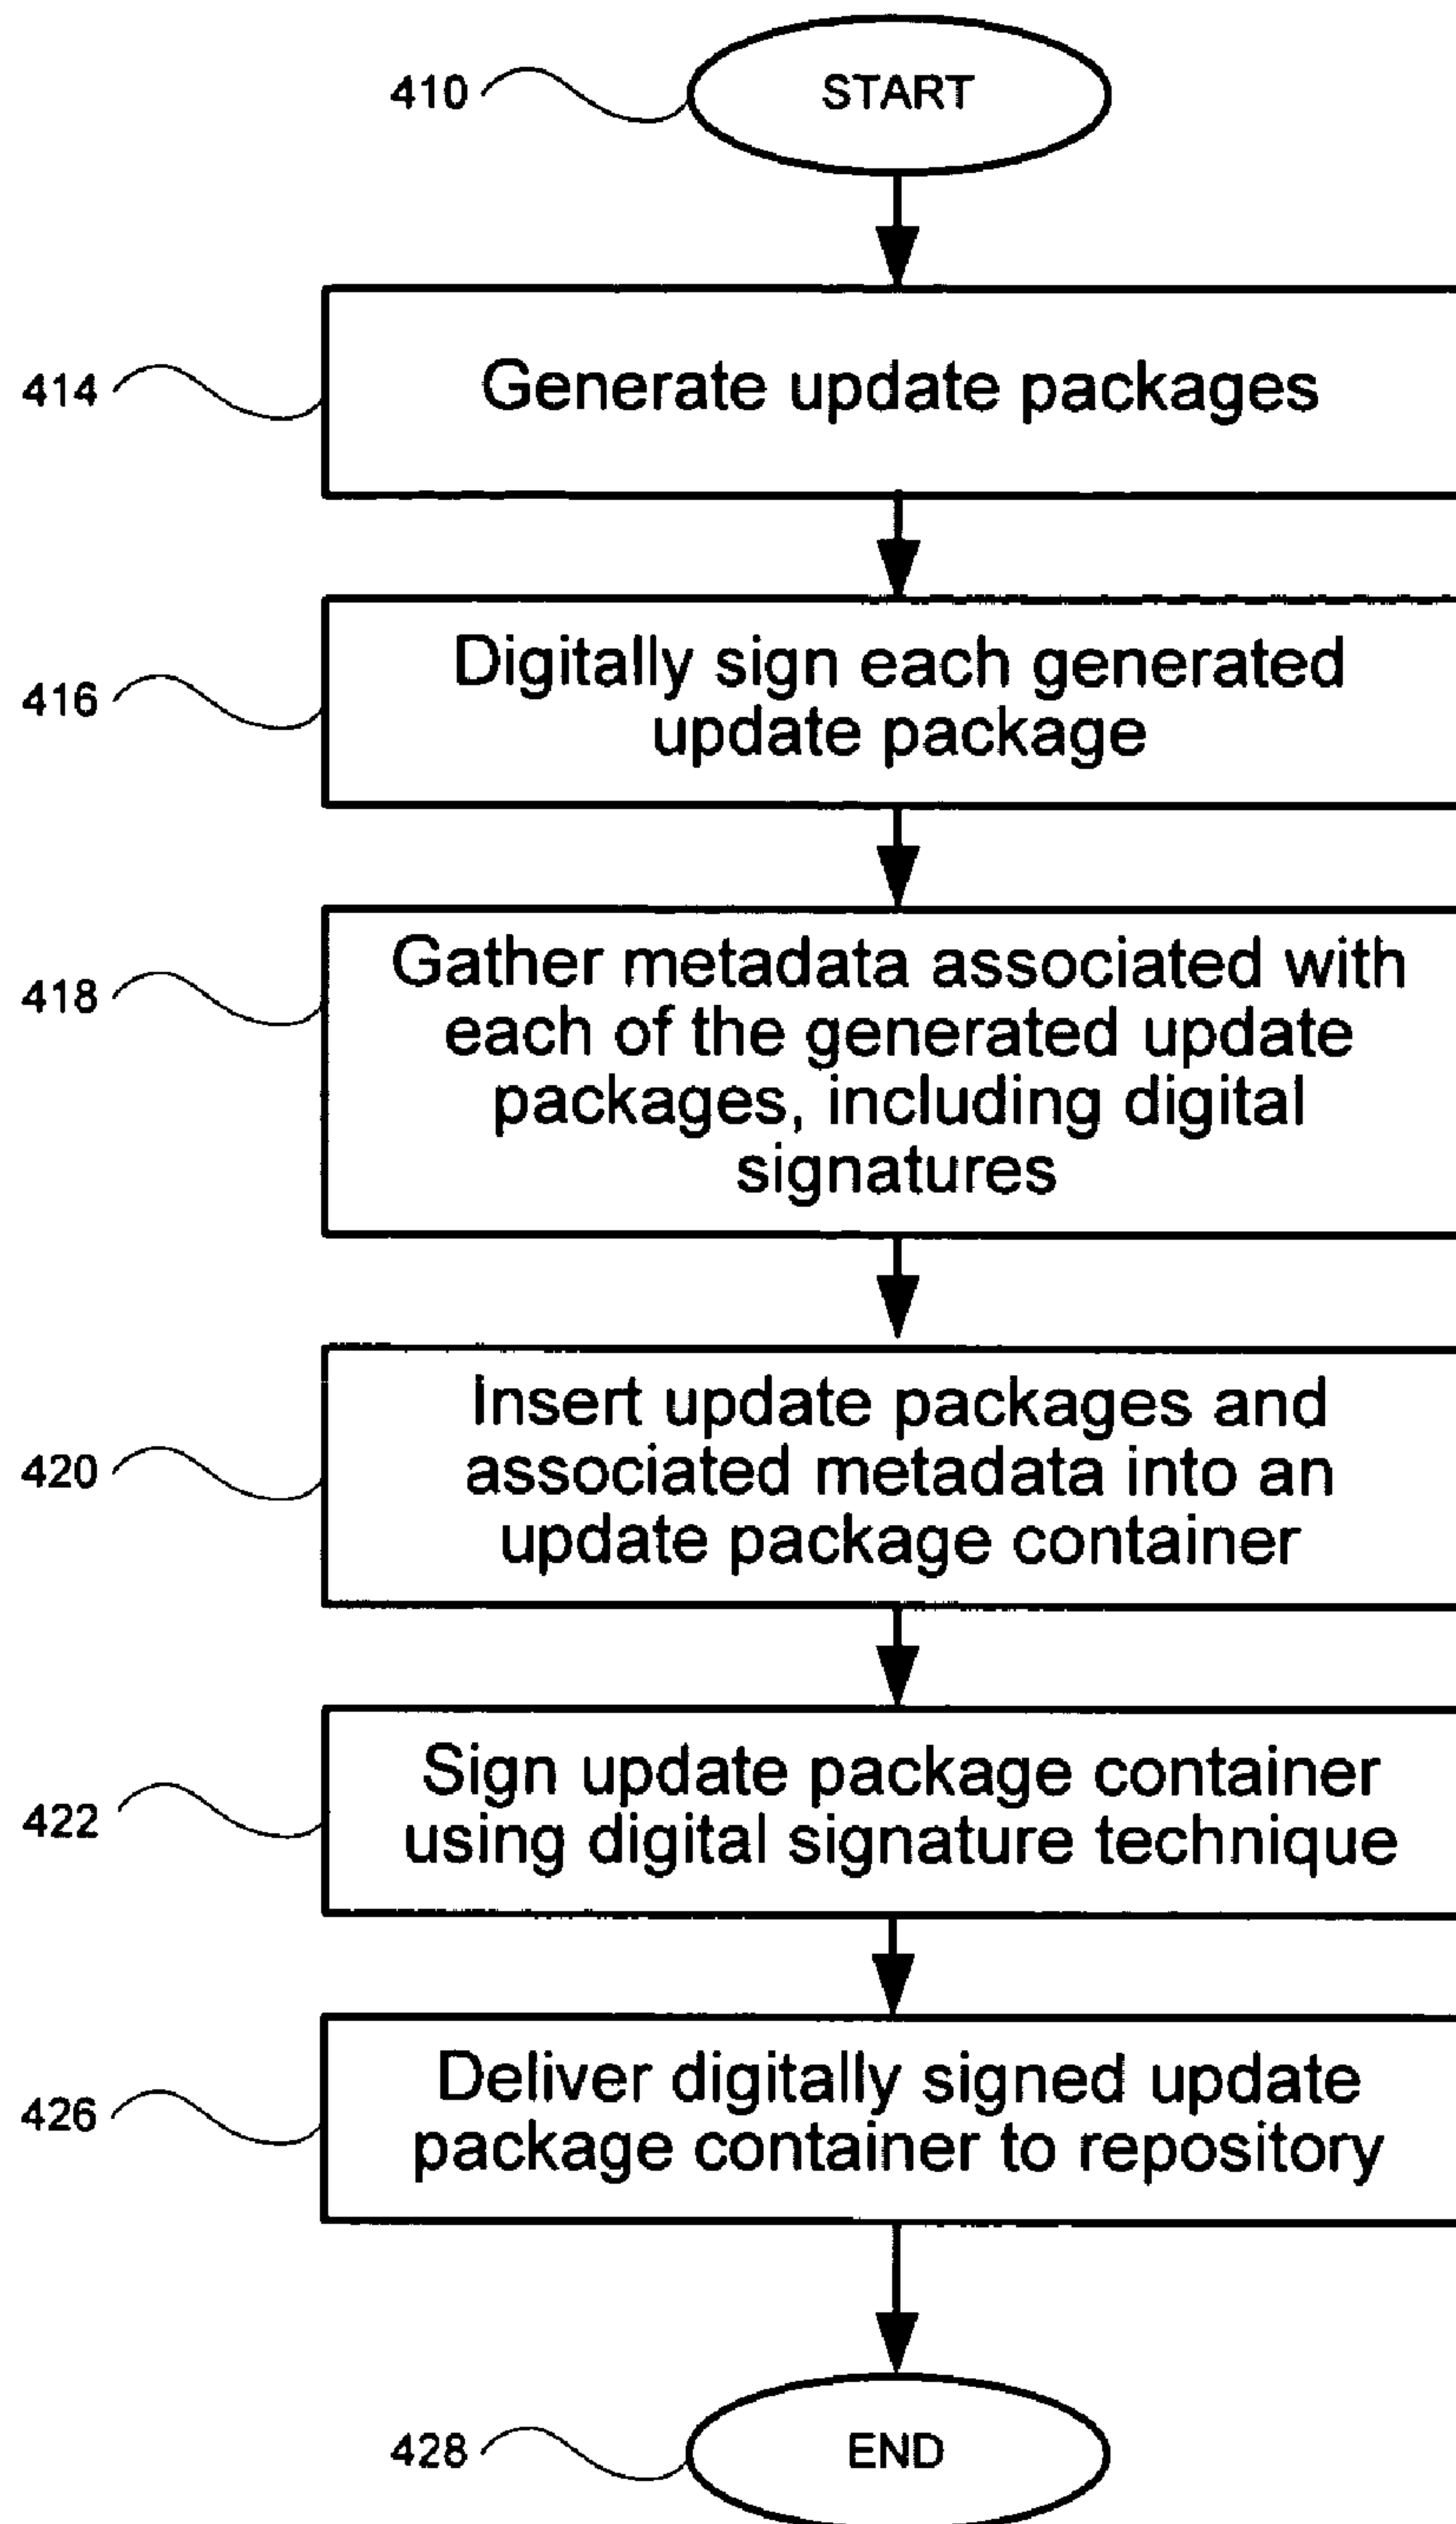 410
START
414
Generate update packages
416
Digitally sign each generated
update package
418
Gather metadata associated with
each of the generated update
packages, including digital
signatures
420
Insert update packages and
associated metadata into an
update package container
422
Sign update package container
using digital signature technique
426
Deliver digitally signed update
package container to repository
428
END